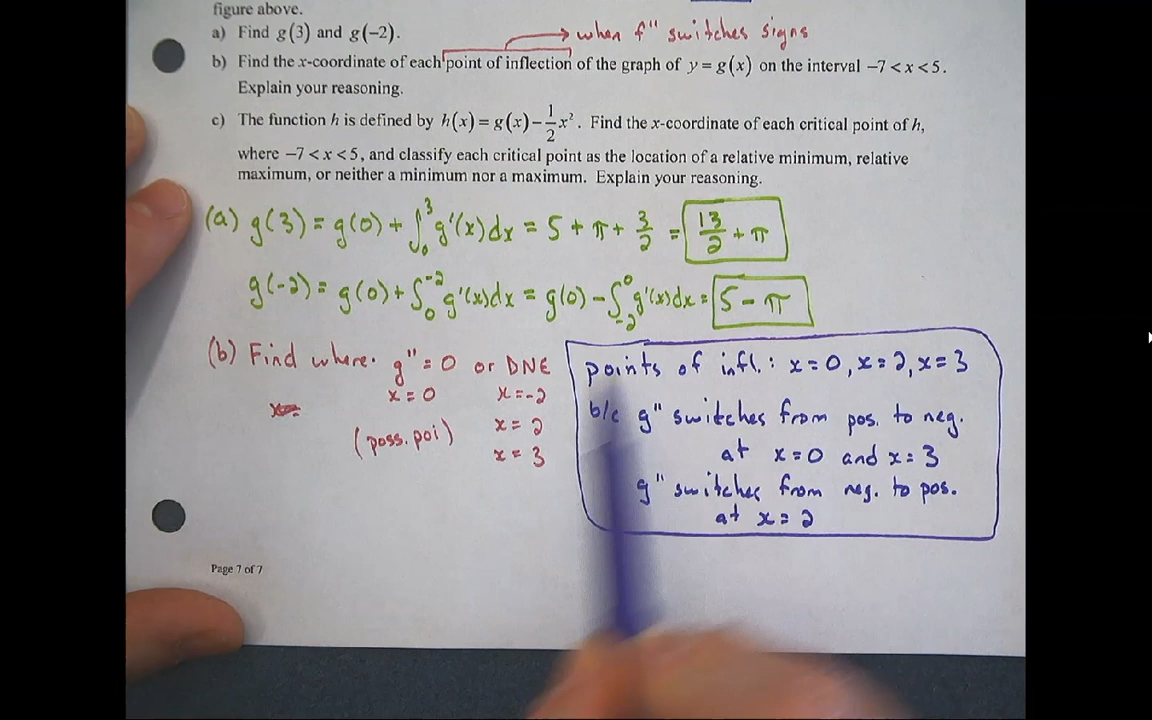 figure above.
a) Find g(3) and g(-2).
when f" switches signs
b) Find the x-coordinate of each point of inflection of the graph of y = g(x) on the interval -7 < x < 5.
Explain your reasoning.
c) The function h is defined by h(x) = g(x) - 1/2 x². Find the x-coordinate of each critical point of h,
where -7 < x < 5, and classify each critical point as the location of a relative minimum, relative
maximum, or neither a minimum nor a maximum. Explain your reasoning.
(a) g(3) = g(0) + ∫₀³ g'(x)dx = 5 + π + 3/2 = 13/2 + π
g(-2) = g(0) + ∫₀⁻² g'(x)dx = g(0) - ∫₋₂⁰ g'(x)dx = 5 - π
(b) Find where g" = 0 or DNE
x = 0 x = -2
(poss. poi) x = 2
x = 3
points of infl.: x = 0, x = 2, x = 3
b/c g" switches from pos. to neg.
at x = 0 and x = 3
g" switches from neg. to pos.
at x = 2
Page 7 of 7